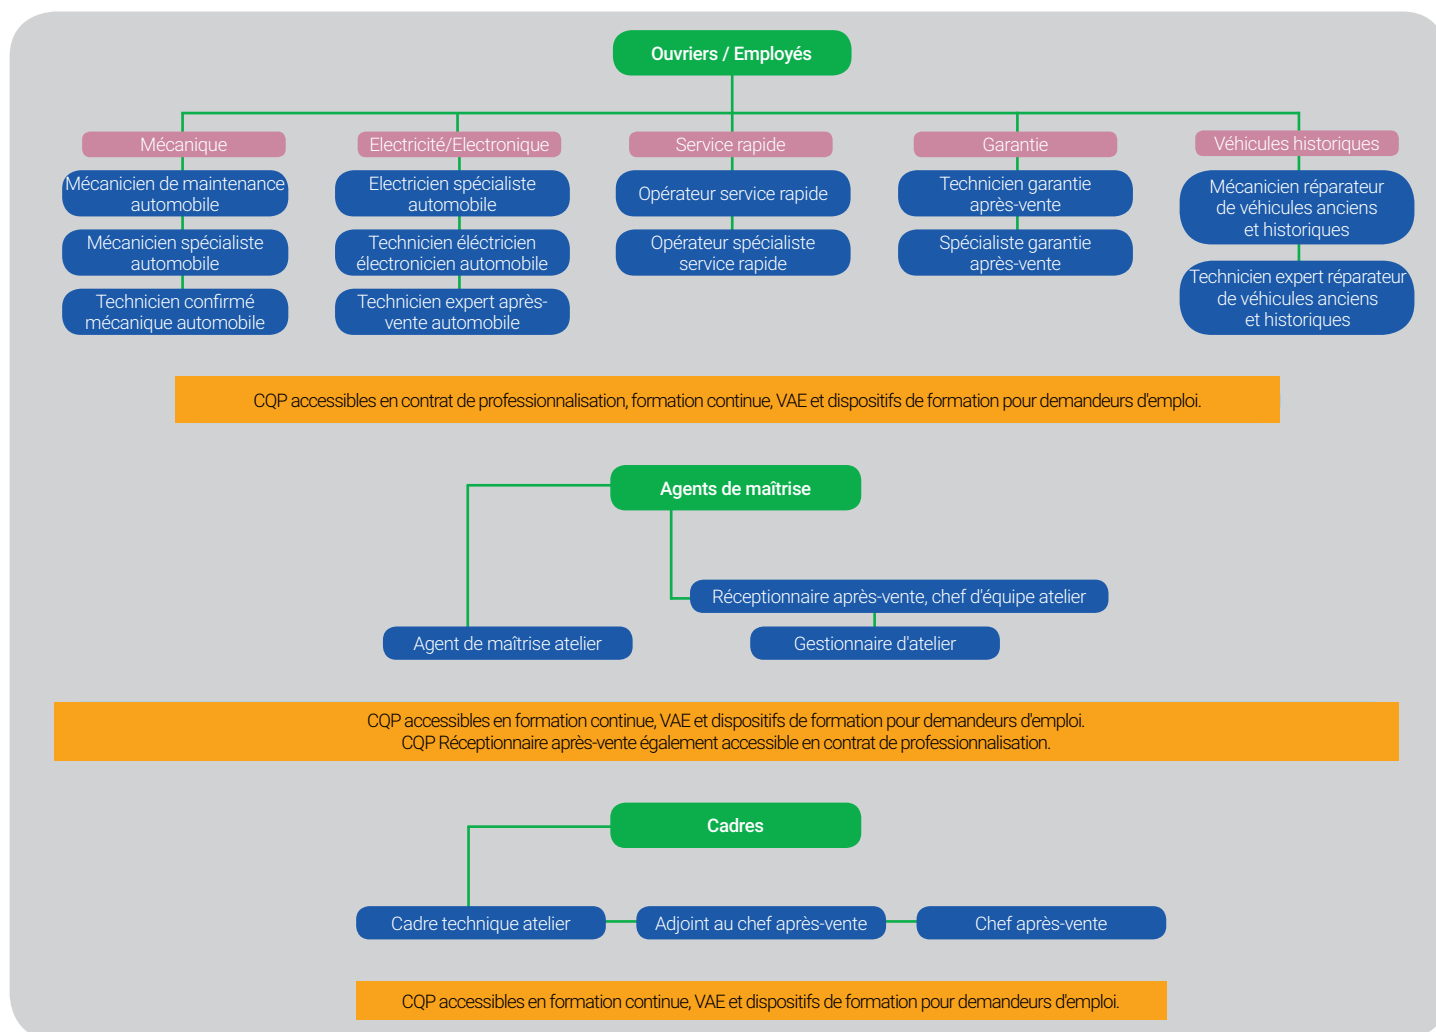 Ouvriers / Employés
Mécanique
Electricité/Electronique
Service rapide
Garantie
Véhicules historiques
Mécanicien de maintenance
automobile
Mécanicien spécialiste
automobile
Technicien confirmé
mécanique automobile
Electricien spécialiste
automobile
Technicien éléctricien
électronicien automobile
Technicien expert après-
vente automobile
Opérateur service rapide
Opérateur spécialiste
service rapide
Technicien garantie
après-vente
Spécialiste garantie
après-vente
Mécanicien réparateur
de véhicules anciens
et historiques
Technicien expert réparateur
de véhicules anciens
et historiques
CQP accessibles en contrat de professionnalisation, formation continue, VAE et dispositifs de formation pour demandeurs d'emploi.
Agents de maîtrise
Réceptionnaire après-vente, chef d'équipe atelier
Agent de maîtrise atelier
Gestionnaire d'atelier
CQP accessibles en formation continue, VAE et dispositifs de formation pour demandeurs d'emploi.
CQP Réceptionnaire après-vente également accessible en contrat de professionnalisation.
Cadres
Cadre technique atelier
Adjoint au chef après-vente
Chef après-vente
CQP accessibles en formation continue, VAE et dispositifs de formation pour demandeurs d'emploi.